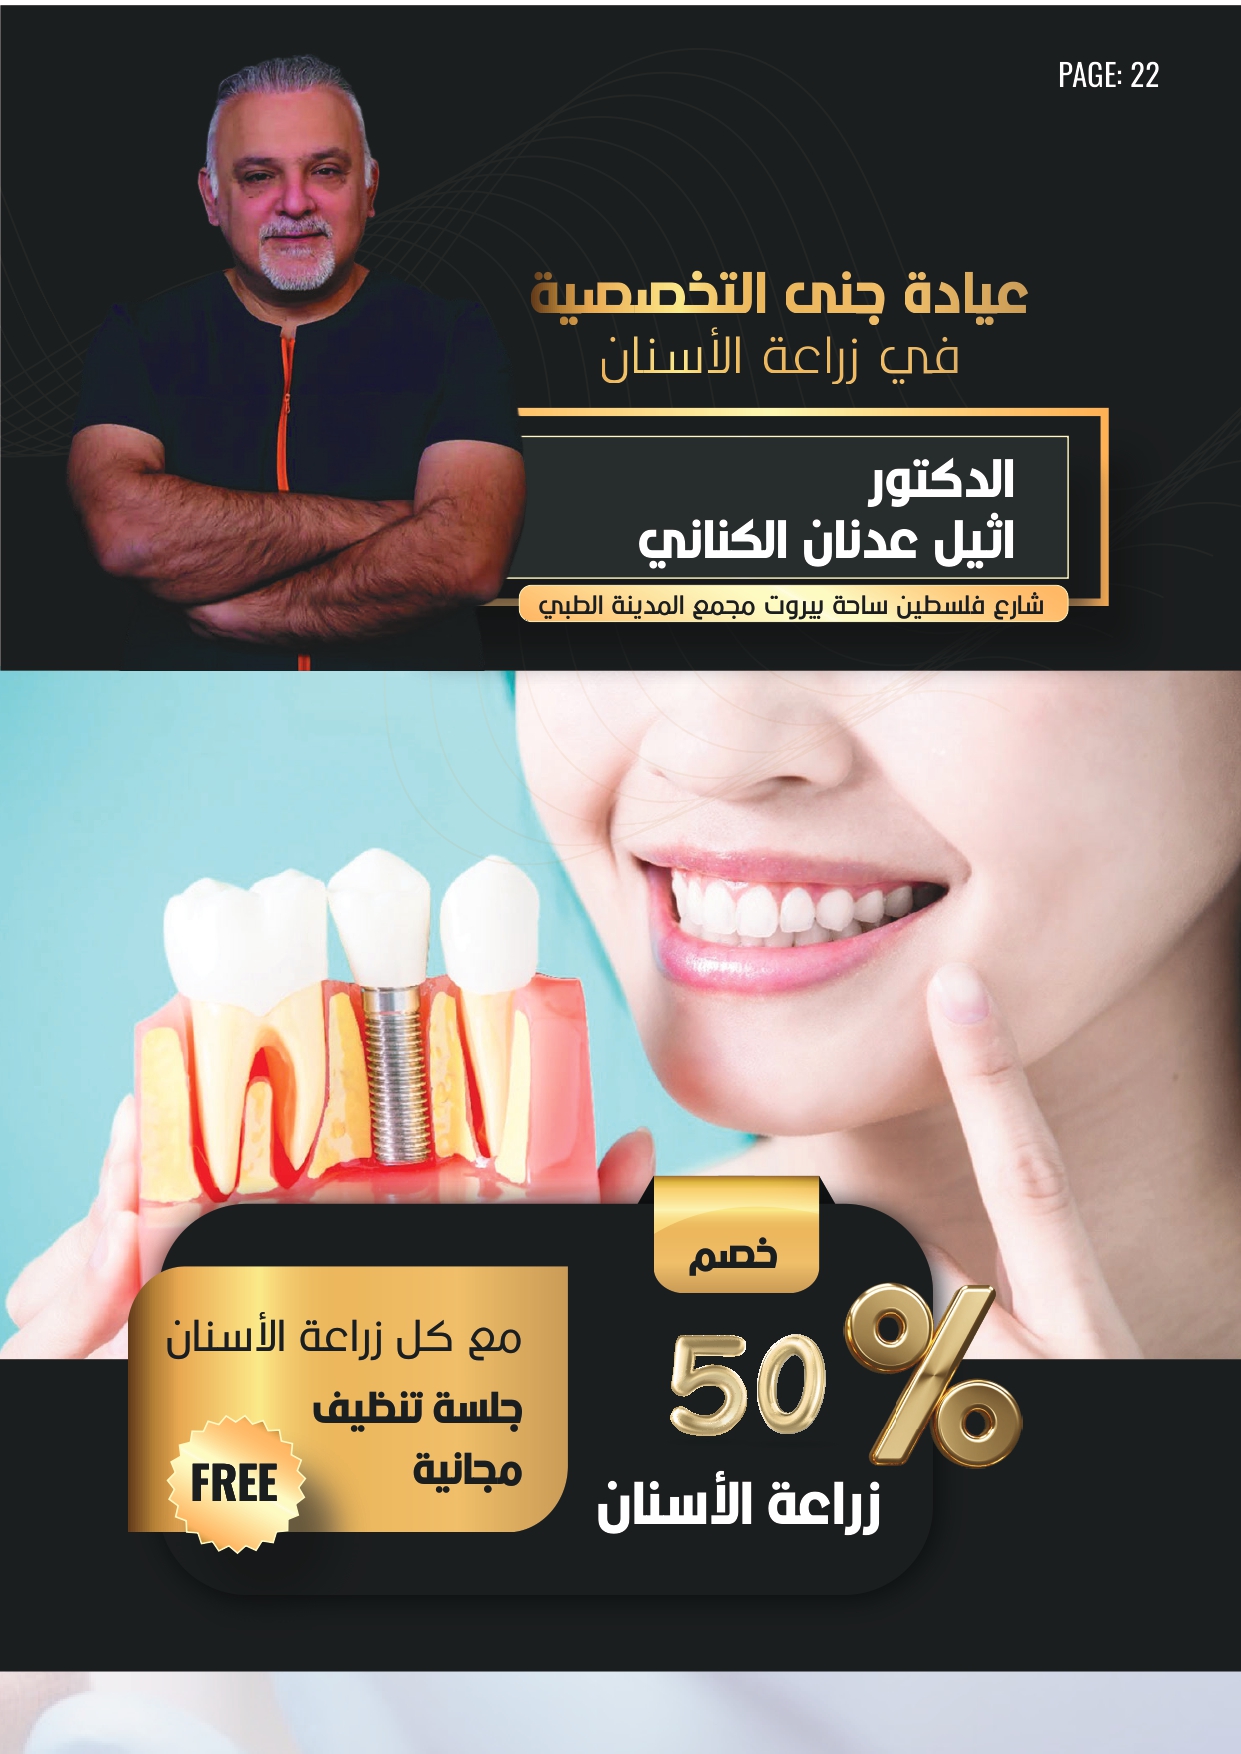 PAGE: 22
عيادة جنى التخصصية
في زراعة الأسنان
الدكتور
اثيل عدنان الكناني
شارع فلسطين ساحة بيروت مجمع المدينة الطبي
خصم
50%
زراعة الأسنان
مع كل زراعة الأسنان
جلسة تنظيف
مجانية
FREE